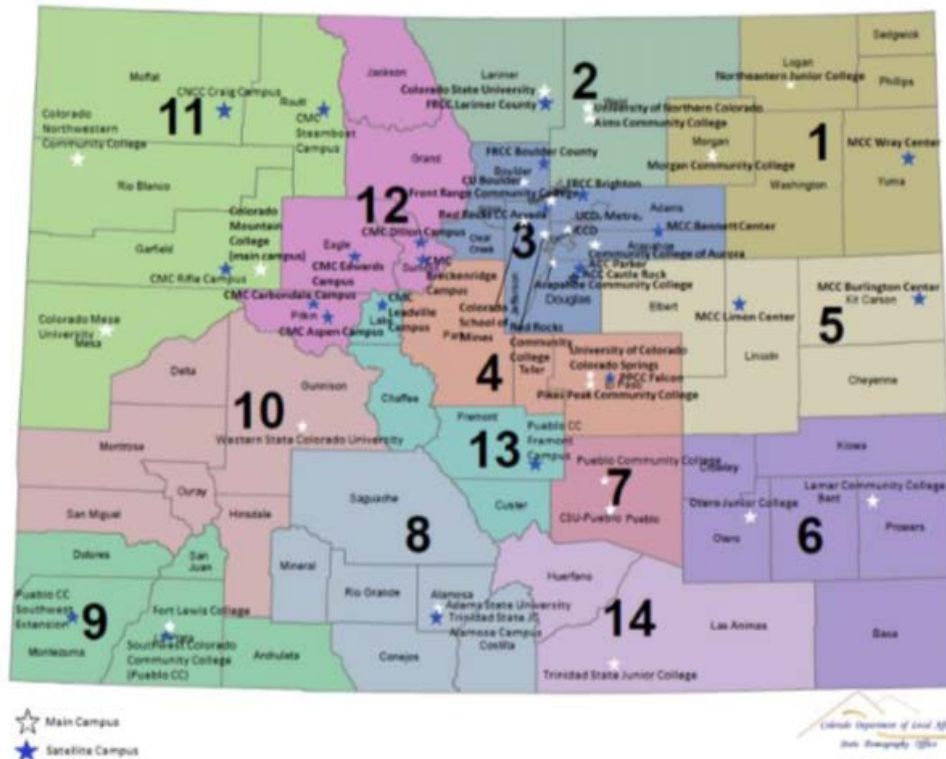 Moffat
Jackson
Larimer
Logan
Sedgwick
Northeastern Junior College
Phillips
11
CNCC Craig Campus
Routt
CMC
Steamboat
Campus
Colorado State University
FRCC Larimer County
2
Weld
University of Northern Colorado
Aims Community College
Colorado
Northwestern
Community College
Grand
FRCC Boulder County
Morgan
Morgan Community College
1
MCC Wray Center
Washington
Yuma
Rio Blanco
12
Boulder
CU Boulder
Front Range Community College
FRCC Brighton
Adams
Colorado
Mountain
College
(main campus)
Garfield
CMC Rifle Campus
Eagle
CMC Edwards
Campus
CMC Dillon Campus
CMC
Breckenridge
Campus
Red Rocks CC Arvada
Clear
Creek
3
UCD, Metro,
CCD
MCC Bennett Center
Arapahoe
Community College of Aurora
ACC Parker
ACC Castle Rock
Arapahoe Community College
Jefferson
Douglas
Elbert
CMC Carbondale Campus
Pitkin
CMC Aspen Campus
Lake
CMC
Leadville
Campus
Colorado
School of
Mines
Red Rocks
Community
College
MCC Limon Center
MCC Burlington Center
Kit Carson
5
Colorado Mesa
University
Mesa
Park
4
Teller
University of Colorado
Colorado Springs
PPCC Falcon
El Paso
Pikes Peak Community College
Lincoln
Cheyenne
Delta
Gunnison
10
Western State Colorado University
Chaffee
Fremont
13
Pueblo CC
Fremont
Campus
Pueblo Community College
7
CSU-Pueblo
Pueblo
Crowley
Kiowa
Montrose
Ouray
San Miguel
Hinsdale
Saguache
8
Custer
Otero Junior College
Otero
6
Lamar Community College
Bent
Prowers
Dolores
San
Juan
Mineral
Rio Grande
Alamosa
Adams State University
Trinidad State JC
Alamosa Campus
Costilla
Conejos
Huerfano
14
Las Animas
Trinidad State Junior College
Baca
Pueblo CC
Southwest
Extension
9
Montezuma
Fort Lewis College
La Plata
Southwest Colorado
Community College
(Pueblo CC)
Archuleta
Main Campus
Satellite Campus
State Demography Office